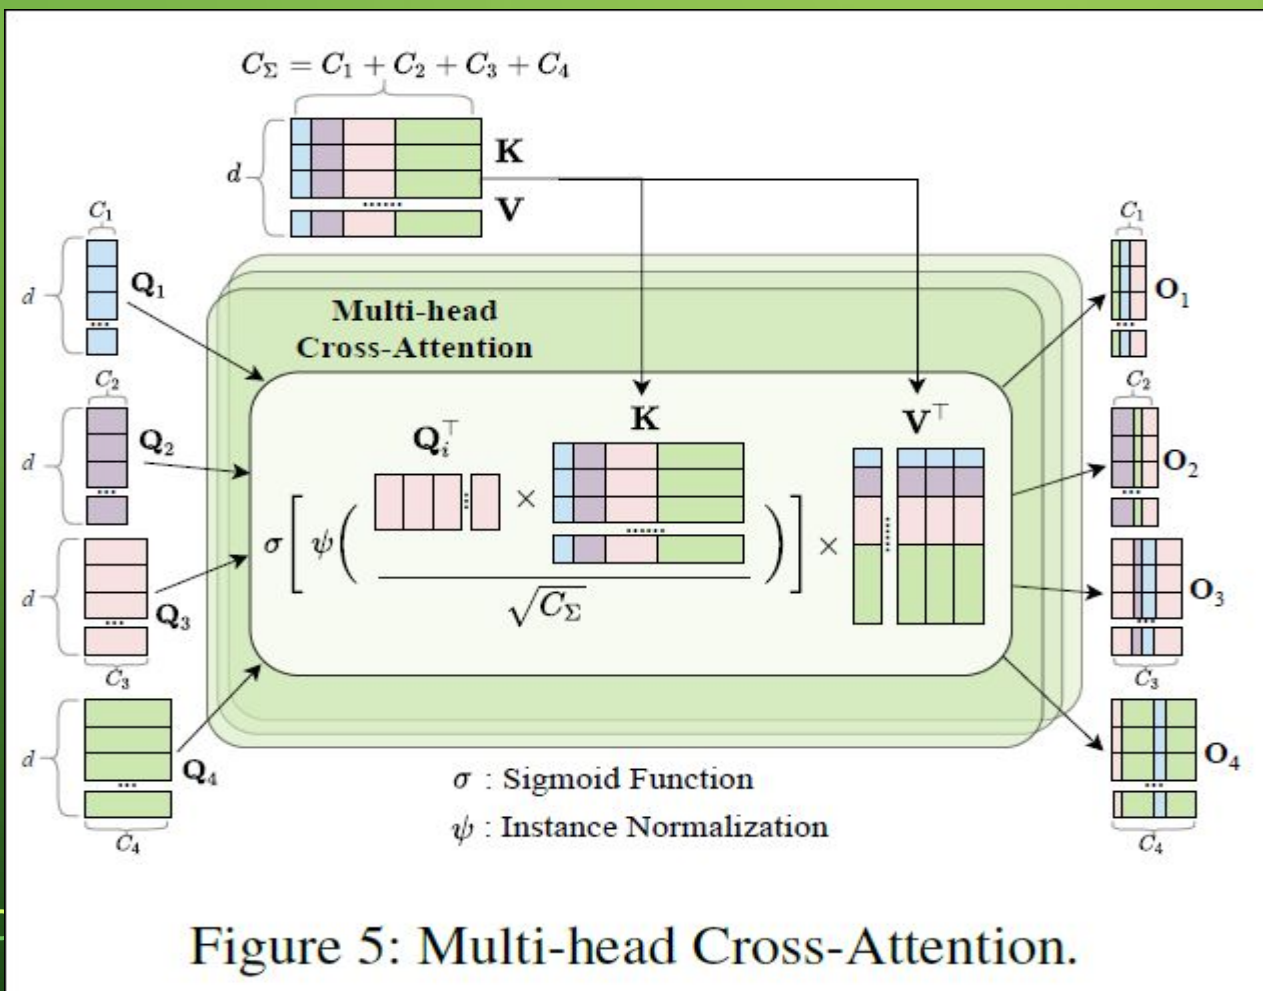 C_Σ = C_1 + C_2 + C_3 + C_4
d
K
V
C_1
d
Q_1
C_2
d
Q_2
d
Q_3
C_3
d
Q_4
C_4
Multi-head
Cross-Attention
Q_i^⊤
K
V^⊤
σ [ ψ ( × ) ] ×
√C_Σ
C_1
O_1
C_2
O_2
O_3
C_3
O_4
C_4
σ : Sigmoid Function
ψ : Instance Normalization
Figure 5: Multi-head Cross-Attention.